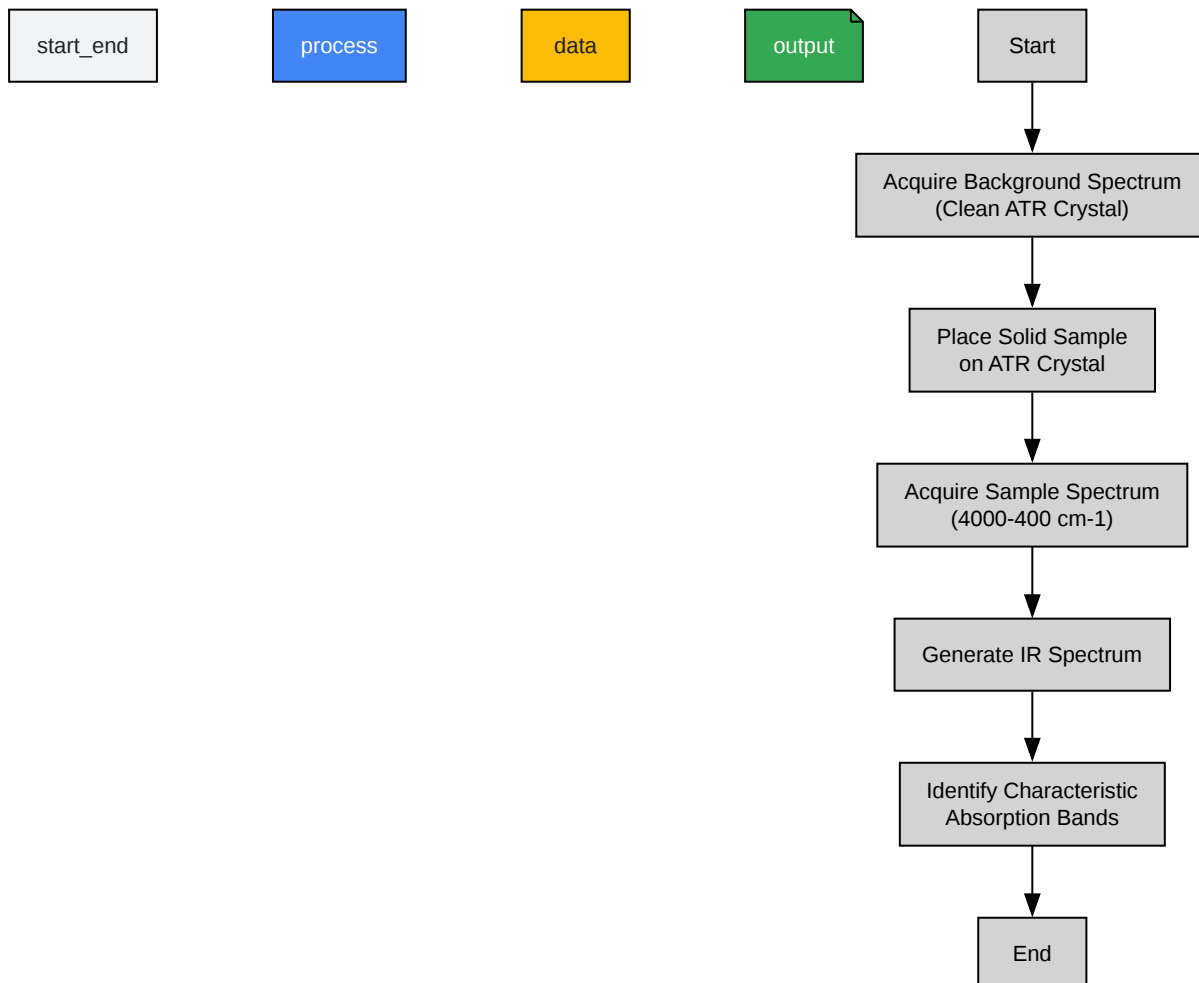 start_end
process
data
output
Start
Acquire Background Spectrum
(Clean ATR Crystal)
Place Solid Sample
on ATR Crystal
Acquire Sample Spectrum
(4000-400 cm-1)
Generate IR Spectrum
Identify Characteristic
Absorption Bands
End